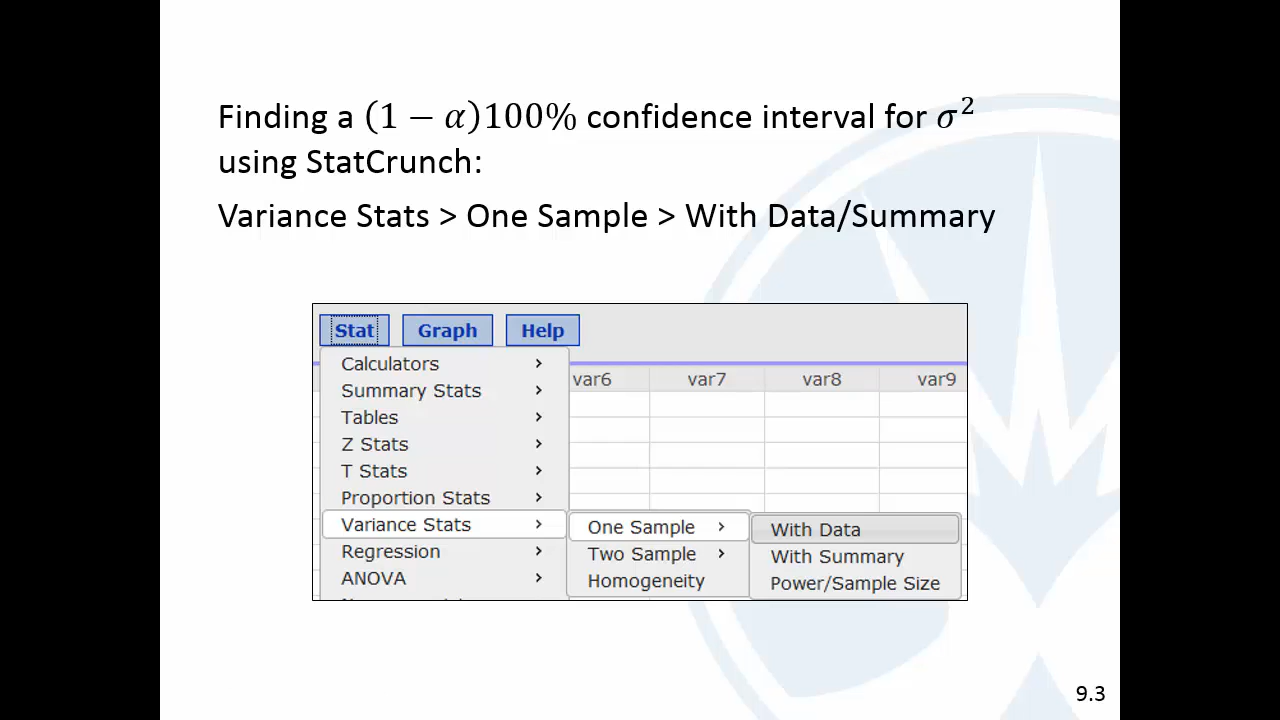 Finding a (1 − α)100% confidence interval for σ²
using StatCrunch:
Variance Stats > One Sample > With Data/Summary
Stat Graph Help
Calculators ›
var6 var7 var8 var9
Summary Stats ›
Tables ›
Z Stats ›
T Stats ›
Proportion Stats ›
Variance Stats › One Sample › With Data
Regression › Two Sample › With Summary
ANOVA › Homogeneity Power/Sample Size
9.3